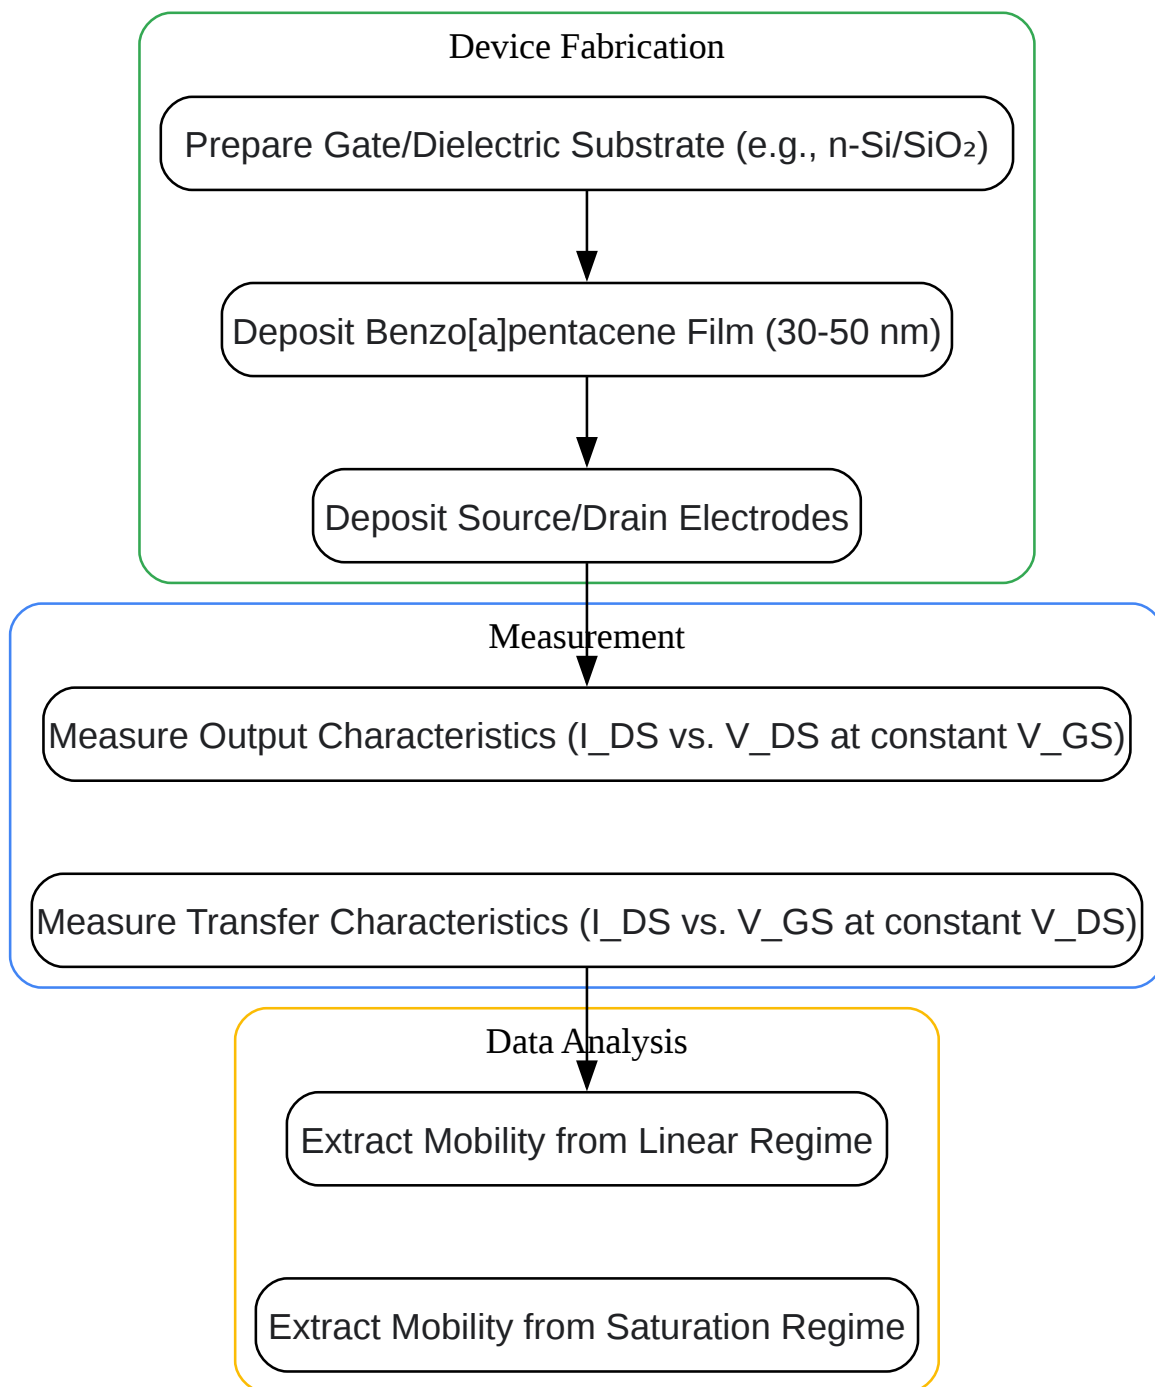 Device Fabrication
Prepare Gate/Dielectric Substrate (e.g., n-Si/SiO₂)
Deposit Benzo[a]pentacene Film (30-50 nm)
Deposit Source/Drain Electrodes
Measurement
Measure Output Characteristics (I_DS vs. V_DS at constant V_GS)
Measure Transfer Characteristics (I_DS vs. V_GS at constant V_DS)
Data Analysis
Extract Mobility from Linear Regime
Extract Mobility from Saturation Regime